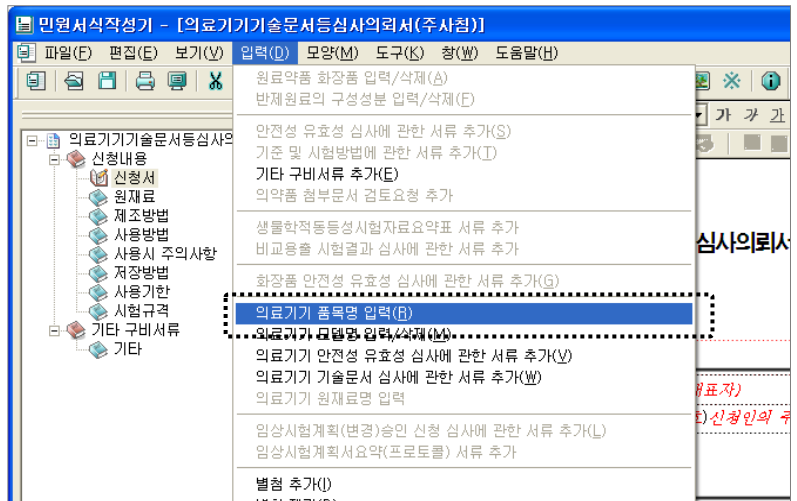 민원서식작성기 - [의료기기기술문서등심사의뢰서(주사침)]
파일(F) 편집(E) 보기(V) 입력(D) 모양(M) 도구(K) 창(W) 도움말(H)
원료약품 화장품 입력/삭제(A)
반제원료의 구성성분 입력/삭제(F)
안전성 유효성 심사에 관한 서류 추가(S)
기준 및 시험방법에 관한 서류 추가(T)
기타 구비서류 추가(E)
의약품 첨부문서 검토요청 추가
생물학적동등성시험자료요약표 서류 추가
비교용출 시험결과 심사에 관한 서류 추가
화장품 안전성 유효성 심사에 관한 서류 추가(G)
의료기기 품목명 입력(R)
의료기기 모델명 입력/삭제(M)
의료기기 안전성 유효성 심사에 관한 서류 추가(V)
의료기기 기술문서 심사에 관한 서류 추가(W)
의료기기 원재료명 입력
임상시험계획(변경)승인 신청 심사에 관한 서류 추가(L)
임상시험계획서요약(프로토콜) 서류 추가
별첨 추가(I)
의료기기기술문서등심사의
신청내용
신청서
원재료
제조방법
사용방법
사용시 주의사항
저장방법
사용기한
시험규격
기타 구비서류
기타
가 가 가
심사의뢰서
표자)
)신청인의 주